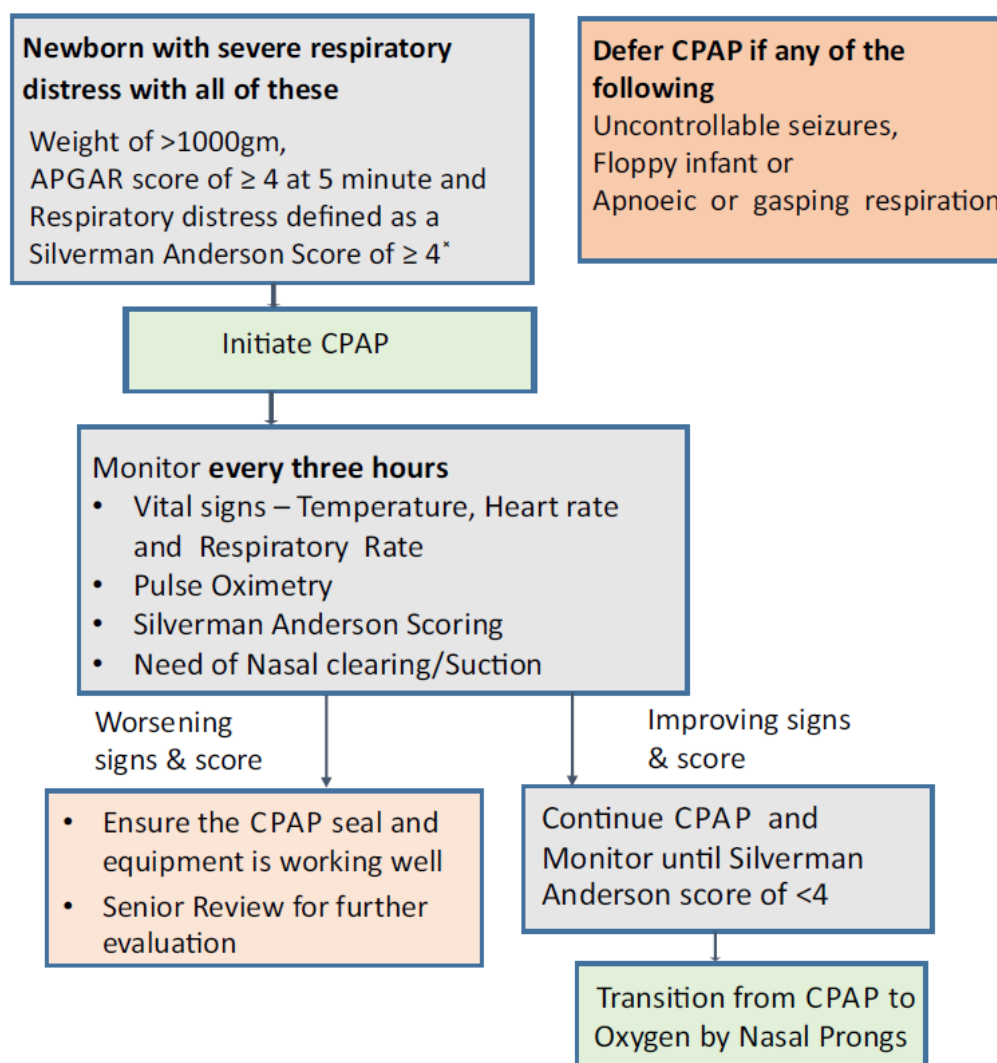 Newborn with severe respiratory
distress with all of these
Weight of >1000gm,
APGAR score of ≥ 4 at 5 minute and
Respiratory distress defined as a
Silverman Anderson Score of ≥ 4*
Defer CPAP if any of the
following
Uncontrollable seizures,
Floppy infant or
Apnoeic or gasping respiration
Initiate CPAP
Monitor every three hours
• Vital signs – Temperature, Heart rate
and Respiratory Rate
• Pulse Oximetry
• Silverman Anderson Scoring
• Need of Nasal clearing/Suction
Worsening
signs & score
Improving signs
& score
• Ensure the CPAP seal and
equipment is working well
• Senior Review for further
evaluation
Continue CPAP and
Monitor until Silverman
Anderson score of <4
Transition from CPAP to
Oxygen by Nasal Prongs